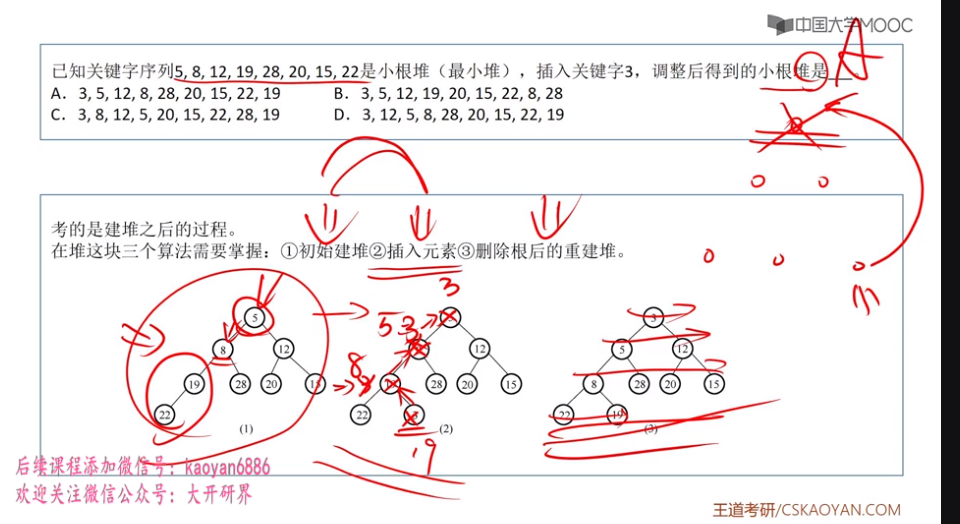 中国大学MOOC
A
已知关键字序列5, 8, 12, 19, 28, 20, 15, 22是小根堆（最小堆），插入关键字3，调整后得到的小根堆是__
A. 3, 5, 12, 8, 28, 20, 15, 22, 19 B. 3, 5, 12, 19, 20, 15, 22, 8, 28
C. 3, 8, 12, 5, 20, 15, 22, 28, 19 D. 3, 12, 5, 8, 28, 20, 15, 22, 19
考的是建堆之后的过程。
在堆这块三个算法需要掌握：①初始建堆②插入元素③删除根后的重建堆。
3
5 3 3
5
8 12 5 12
8 12
8
19 28 20 15 28 20 15 8 28 20 15
22 22 22 19
19
(1) (2) (3)
后续课程添加微信号：kaoyan6886
欢迎关注微信公众号：大开研界
王道考研/CSKAOYAN.COM